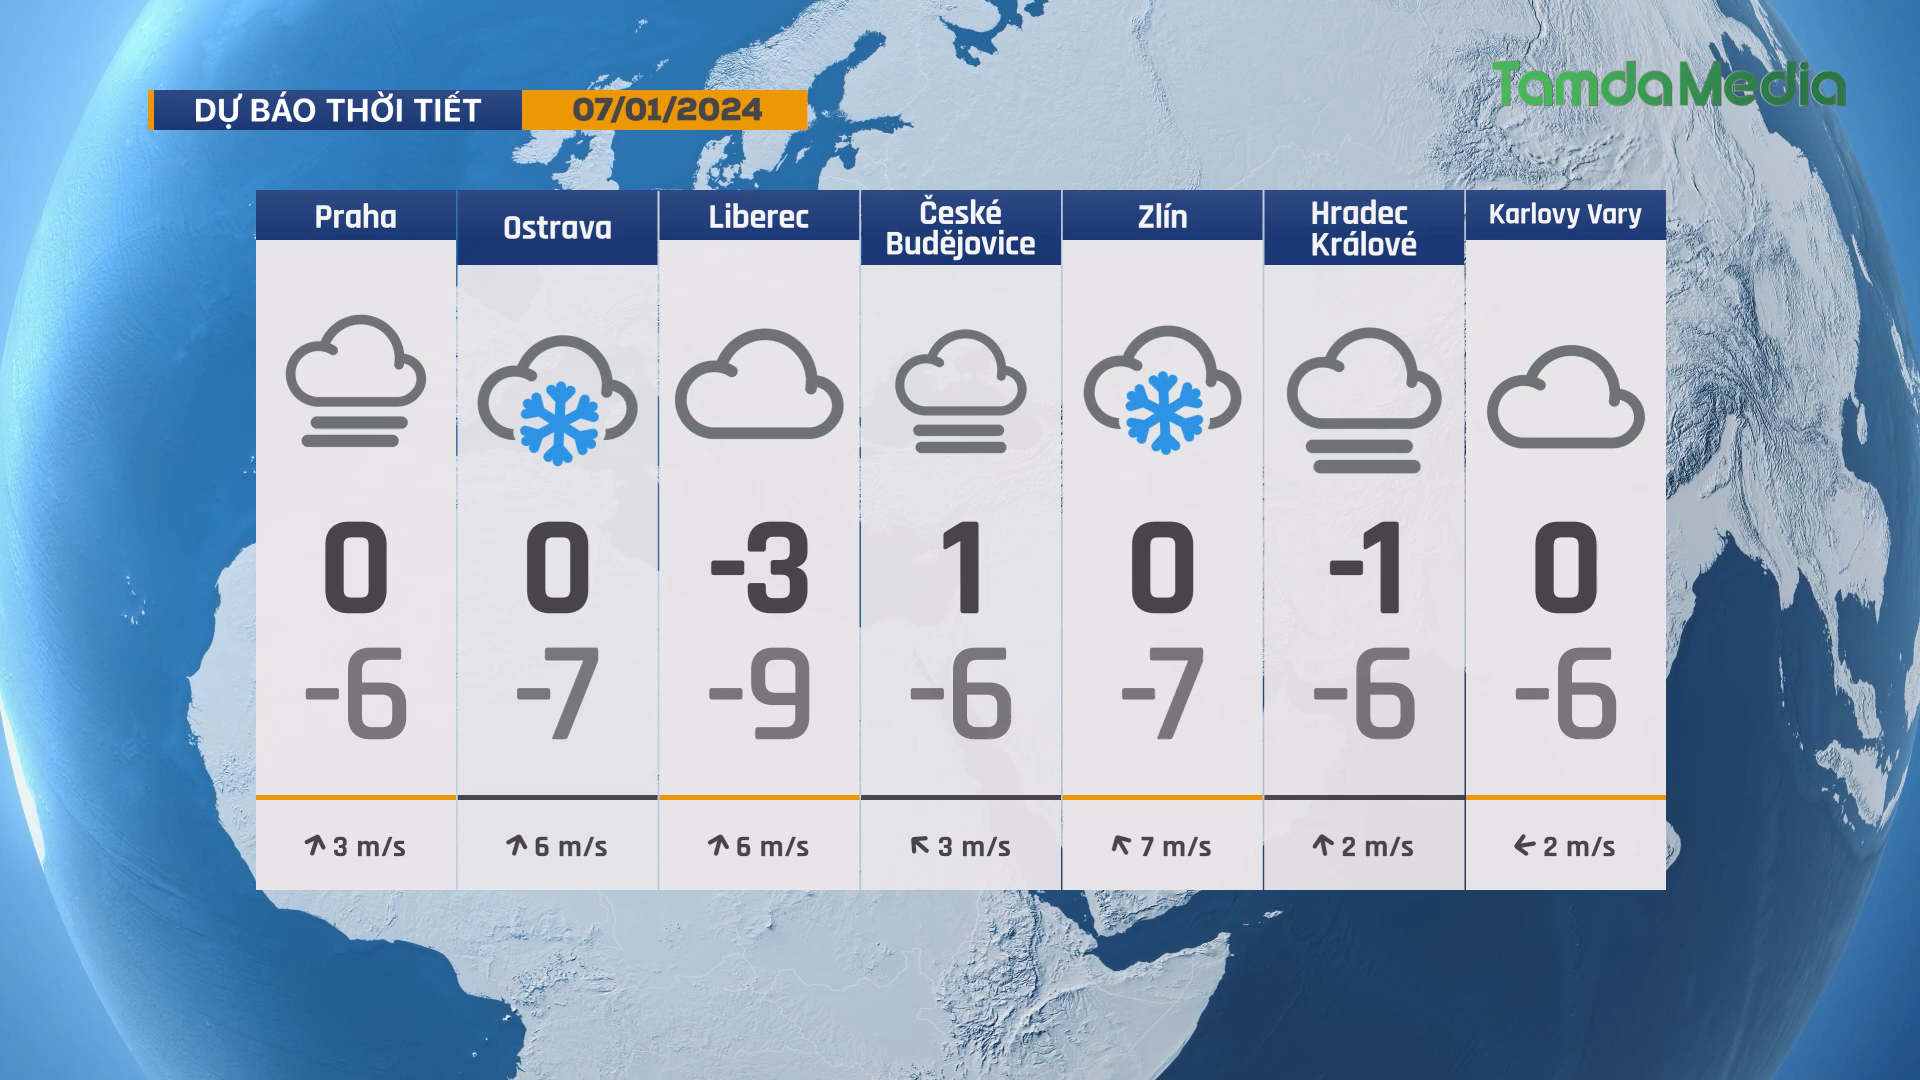 DỰ BÁO THỜI TIẾT
07/01/2024
TamdaMedia
Praha
Ostrava
Liberec
České
Budějovice
Zlín
Hradec
Králové
Karlovy Vary
0
0
-3
1
0
-1
0
-6
-7
-9
-6
-7
-6
-6
3 m/s
6 m/s
6 m/s
3 m/s
7 m/s
2 m/s
2 m/s